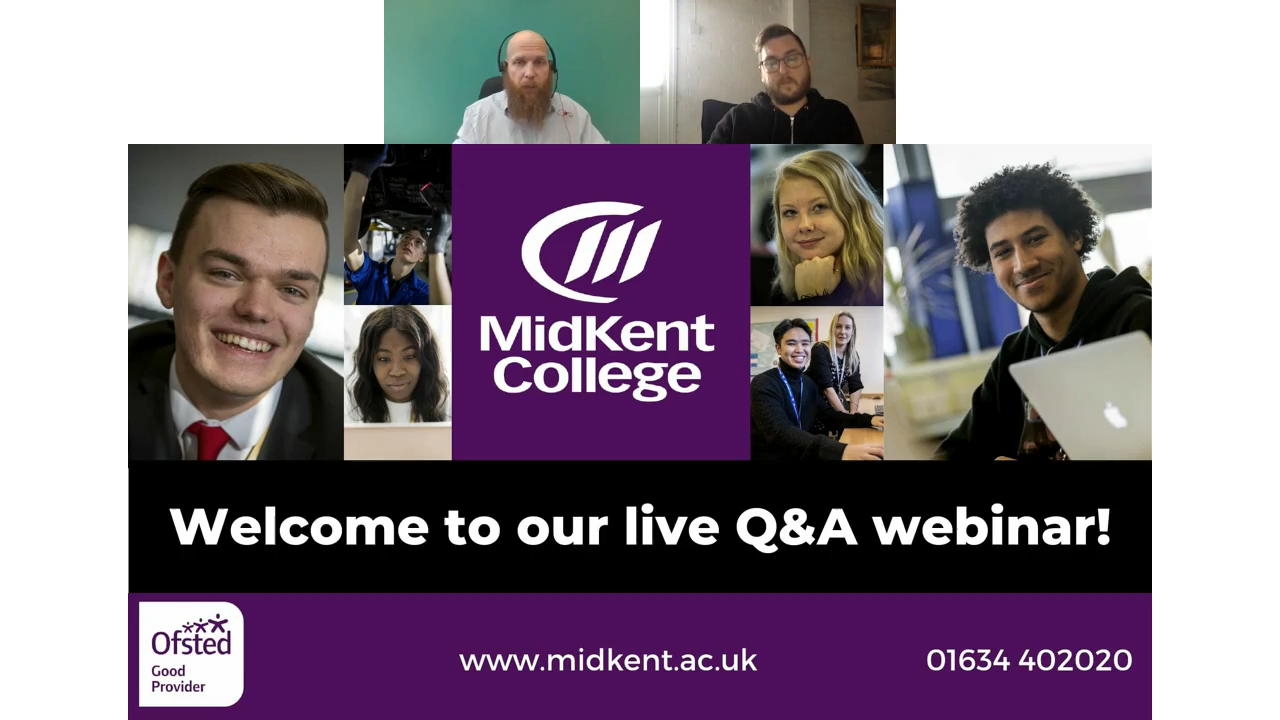 MidKent
College
Welcome to our live Q&A webinar!
Ofsted
Good
Provider
www.midkent.ac.uk
01634 402020